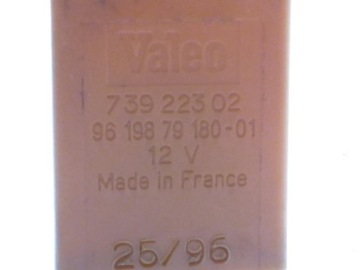 Valeo
739 223 02
96 198 79 180-01
12 V
Made in France
25/96